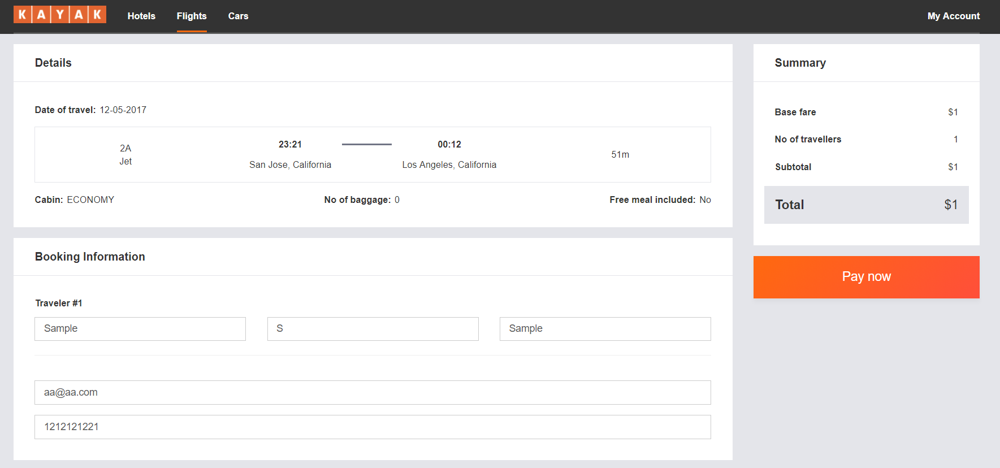 KAYAK Hotels Flights Cars My Account
Details
Date of travel: 12-05-2017
2A
Jet
23:21 00:12
San Jose, California Los Angeles, California
51m
Cabin: ECONOMY No of baggage: 0 Free meal included: No
Booking Information
Traveler #1
Sample S Sample
aa@aa.com
1212121221
Summary
Base fare $1
No of travellers 1
Subtotal $1
Total $1
Pay now